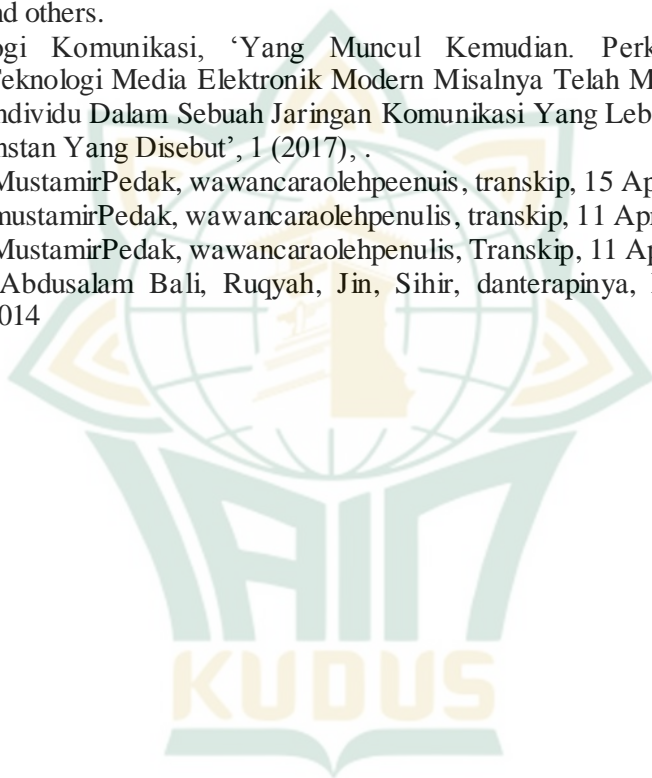 nd others.
ogi Komunikasi, ‘Yang Muncul Kemudian. Perk
Teknologi Media Elektronik Modern Misalnya Telah M
ndividu Dalam Sebuah Jaringan Komunikasi Yang Leb
nstan Yang Disebut’, 1 (2017), .
MustamirPedak, wawancaraolehpeenuis, transkip, 15 Ap
mustamirPedak, wawancaraolehpenulis, transkip, 11 Apr
MustamirPedak, wawancaraolehpenulis, Transkip, 11 Ap
Abdusalam Bali, Ruqyah, Jin, Sihir, danterapinya,
014
IAIN
KUDUS